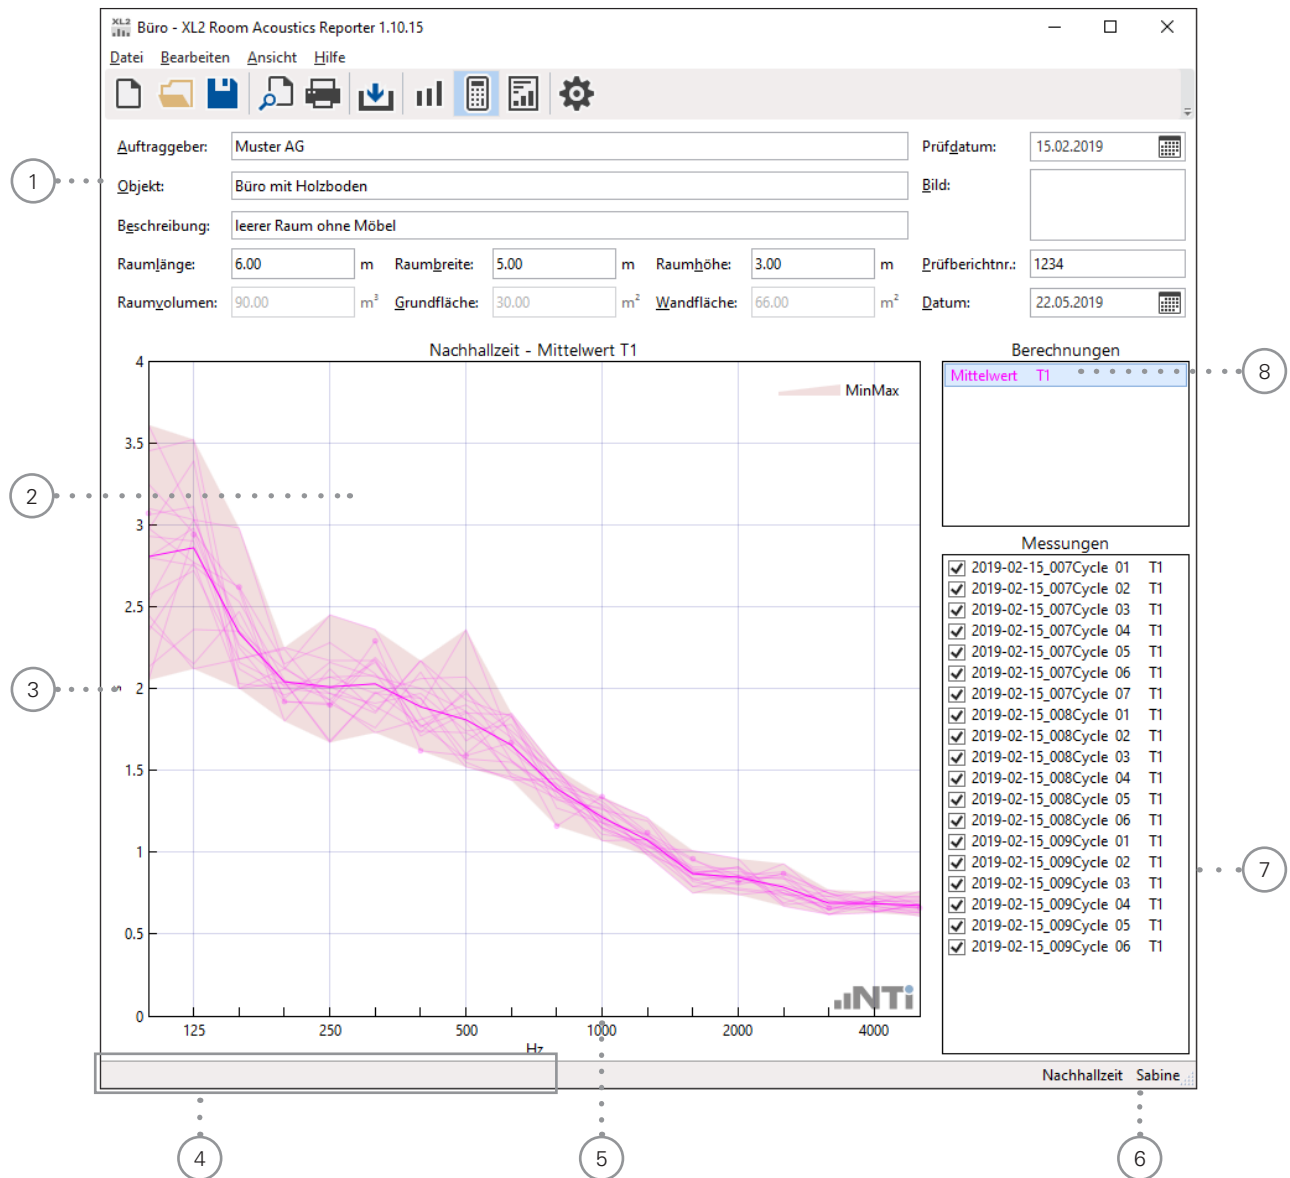 Büro - XL2 Room Acoustics Reporter 1.10.15
Datei Bearbeiten Ansicht Hilfe
Auftraggeber: Muster AG Prüfdatum: 15.02.2019
1 Objekt: Büro mit Holzboden Bild:
Beschreibung: leerer Raum ohne Möbel
Raumlänge: 6.00 m Raumbreite: 5.00 m Raumhöhe: 3.00 m Prüfberichtnr.: 1234
Raumvolumen: 90.00 m³ Grundfläche: 30.00 m² Wandfläche: 66.00 m² Datum: 22.05.2019
Nachhallzeit - Mittelwert T1
MinMax
4
3.5
2
3
2.5
3
2
1.5
1
0.5
0
125 250 500 1000 2000 4000
Hz
NTi
Berechnungen
Mittelwert T1
8
Messungen
2019-02-15_007Cycle 01 T1
2019-02-15_007Cycle 02 T1
2019-02-15_007Cycle 03 T1
2019-02-15_007Cycle 04 T1
2019-02-15_007Cycle 05 T1
2019-02-15_007Cycle 06 T1
2019-02-15_007Cycle 07 T1
2019-02-15_008Cycle 01 T1
2019-02-15_008Cycle 02 T1
2019-02-15_008Cycle 03 T1
2019-02-15_008Cycle 04 T1
2019-02-15_008Cycle 05 T1
2019-02-15_008Cycle 06 T1
2019-02-15_009Cycle 01 T1
2019-02-15_009Cycle 02 T1
2019-02-15_009Cycle 03 T1
2019-02-15_009Cycle 04 T1
2019-02-15_009Cycle 05 T1
2019-02-15_009Cycle 06 T1
7
Nachhallzeit Sabine
4 5 6